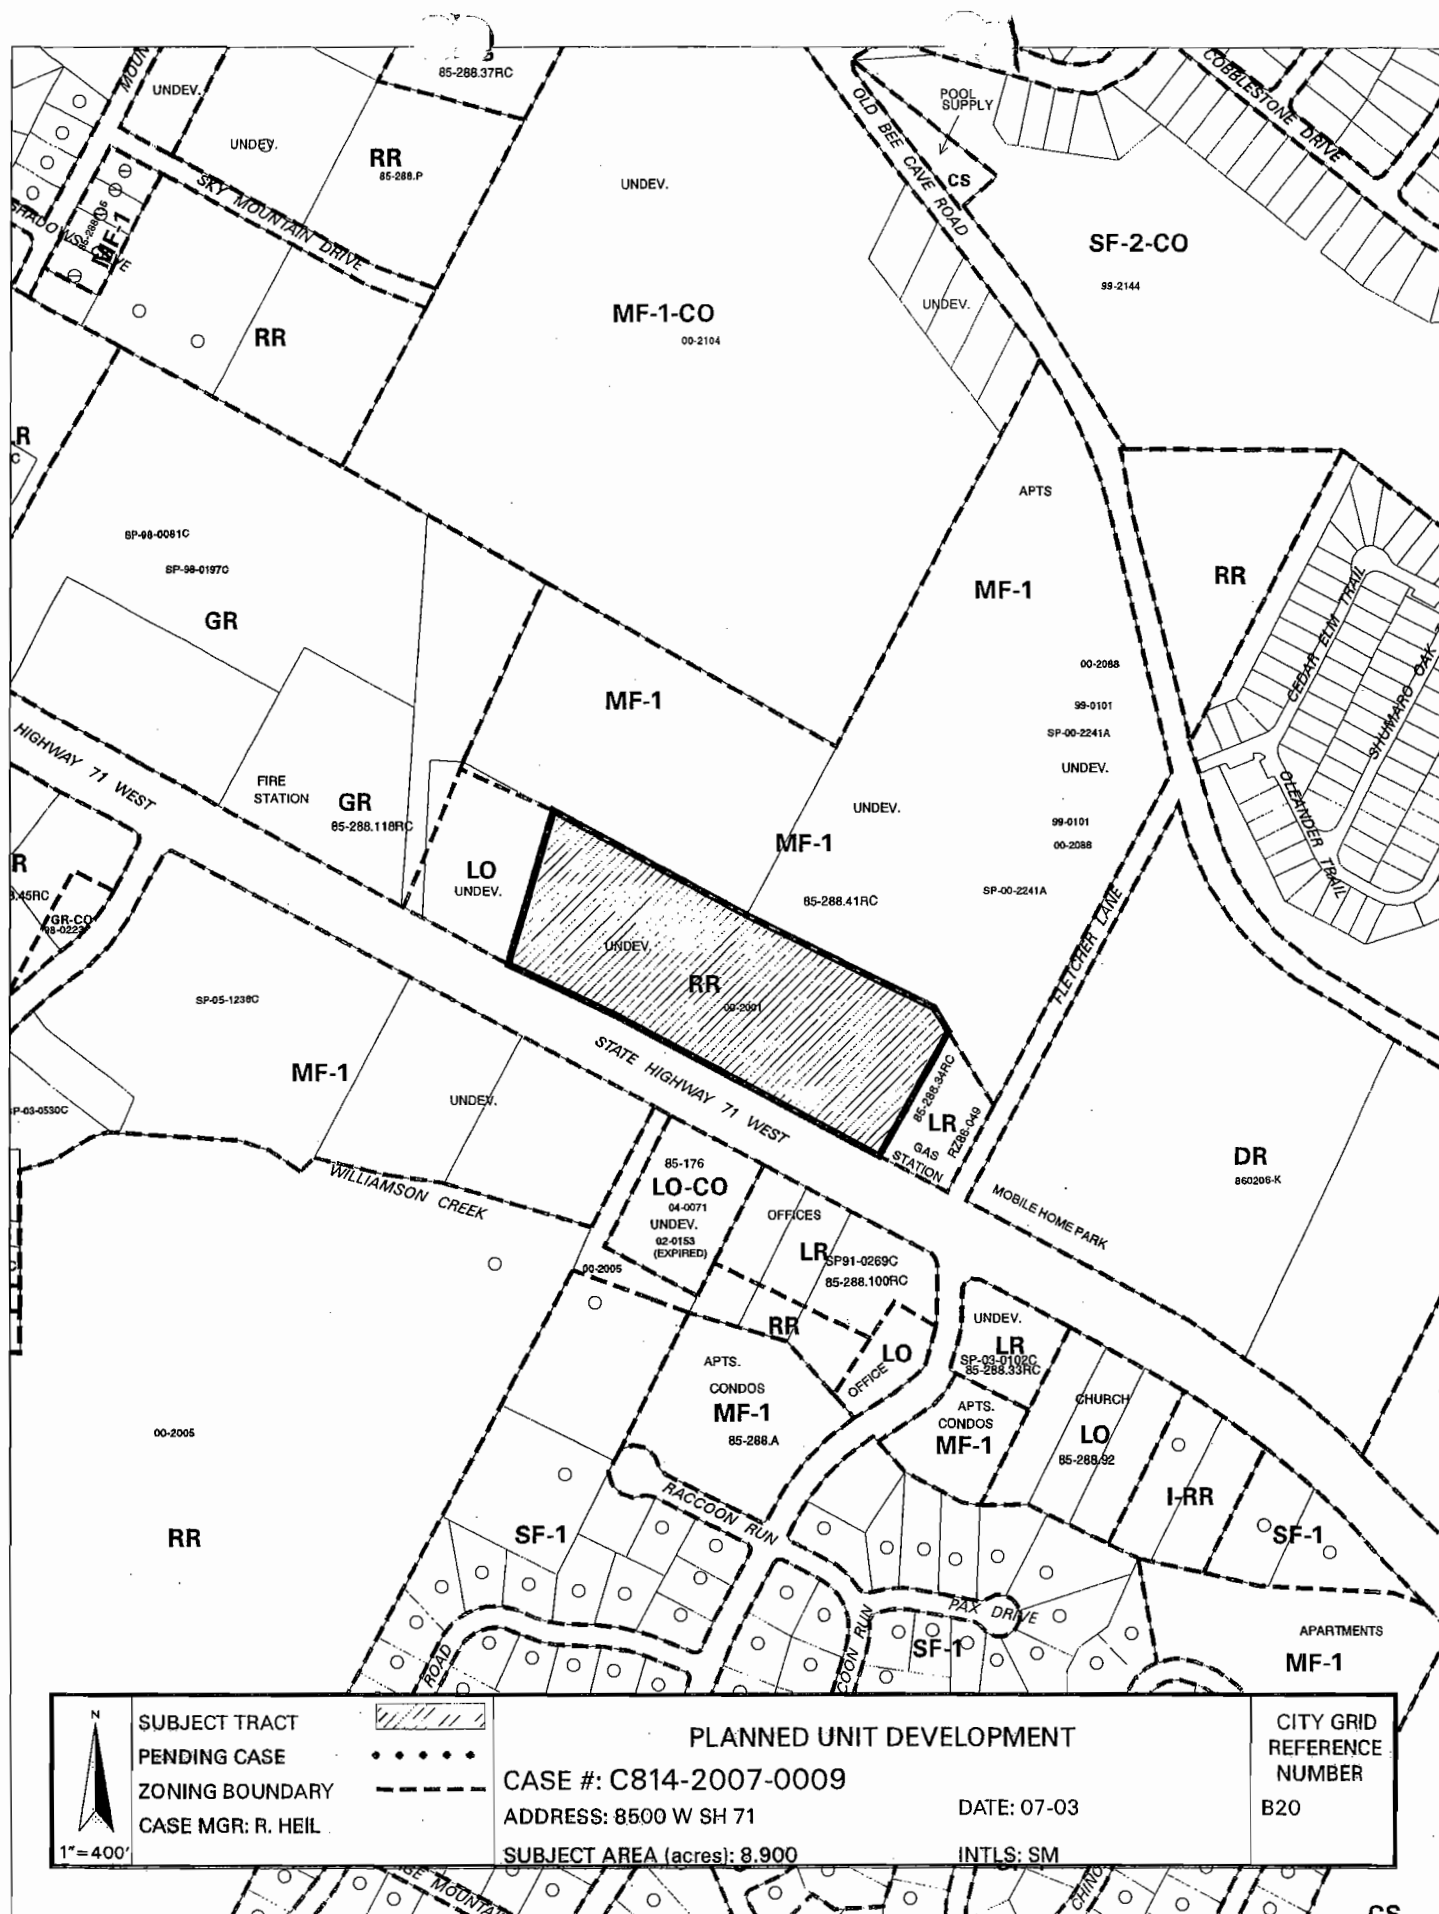 85-288.37RC
UNDEV.
UNDEV.
RR
85-288.P
SKY MOUNTAIN DRIVE
MF-1
RR
UNDEV.
MF-1-CO
00-2104
OLD BEE CAVE ROAD
POOL
SUPPLY
CS
UNDEV.
SF-2-CO
99-2144
COBBLESTONE DRIVE
SP-98-0081C
SP-98-0197C
GR
APTS
MF-1
RR
CEDAR ELM TRAIL
SHUMARD OAK
OLEANDER TRAIL
00-2088
99-0101
SP-00-2241A
UNDEV.
99-0101
00-2088
SP-00-2241A
MF-1
HIGHWAY 71 WEST
FIRE
STATION
GR
85-288.118RC
LO
UNDEV.
UNDEV.
MF-1
85-288.41RC
FLETCHER LANE
GR-CO
UNDEV.
RR
00-2001
SP-05-1238C
MF-1
UNDEV.
STATE HIGHWAY 71 WEST
85-288.34RC
LR
RZ86-049
GAS
STATION
MOBILE HOME PARK
DR
860206-K
WILLIAMSON CREEK
85-176
LO-CO
04-0071
UNDEV.
02-0153
(EXPIRED)
00-2005
OFFICES
LR
SP91-0269C
85-288.100RC
RR
LO
OFFICE
UNDEV.
LR
SP-03-0102C
85-288.33RC
APTS.
CONDOS
MF-1
85-288.A
APTS.
CONDOS
MF-1
CHURCH
LO
85-288.92
I-RR
SF-1
00-2005
RR
SF-1
RACCOON RUN
PAX DRIVE
SF-1
COON RUN
ROAD
APARTMENTS
MF-1
N
1"=400'
SUBJECT TRACT
PENDING CASE
ZONING BOUNDARY
CASE MGR: R. HEIL
PLANNED UNIT DEVELOPMENT
CASE #: C814-2007-0009
ADDRESS: 8500 W SH 71
DATE: 07-03
SUBJECT AREA (acres): 8.900
INTLS: SM
CITY GRID
REFERENCE
NUMBER
B20
CS